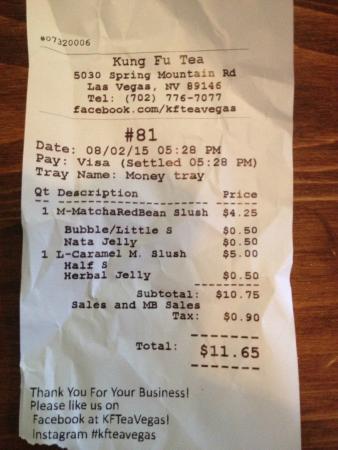 #07320006
Kung Fu Tea
5030 Spring Mountain Rd
Las Vegas, NV 89146
Tel: (702) 776-7077
facebook.com/kfteavegas
#81
Date: 08/02/15 05:28 PM
Pay: Visa (Settled 05:28 PM)
Tray Name: Money tray
Qt Description Price
1 M-MatchaRedBean Slush $4.25
Bubble/Little S $0.50
Nata Jelly $0.50
1 L-Caramel M. Slush $5.00
Half S
Herbal Jelly $0.50
Subtotal: $10.75
Sales and MB Sales
Tax: $0.90
Total: $11.65
Thank You For Your Business!
Please like us on
Facebook at KFTeaVegas!
Instagram #kfteavegas